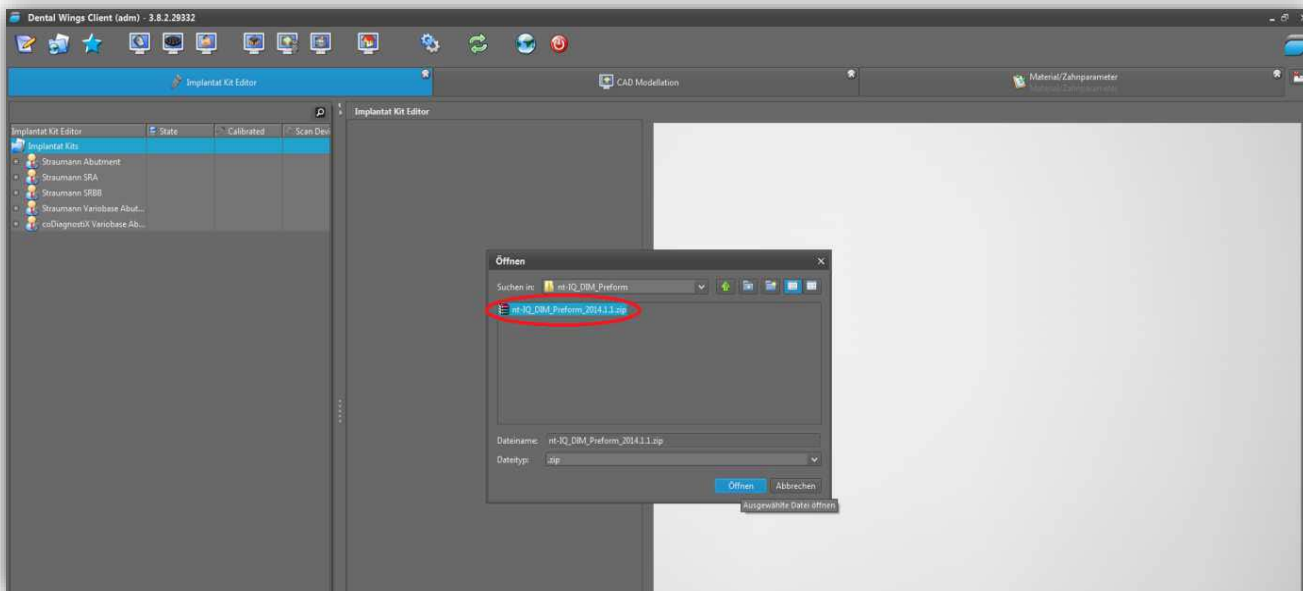 Dental Wings Client (adm) - 3.8.2.29332
Implantat Kit Editor
CAD Modellation
Material/Zahnparameter
Material/Zahnparameter
Implantat Kit Editor
Implantat Kit Editor State Calibrated Scan Devi
Implantat Kits
Straumann Abutment
Straumann SRA
Straumann SRBB
Straumann Variobase Abut...
coDiagnostiX Variobase Ab...
Öffnen
Suchen in: nt-IQ_DIM_Preform
nt-IQ_DIM_Preform_2014.1.1.zip
Dateiname: nt-IQ_DIM_Preform_2014.1.1.zip
Dateityp: .zip
Öffnen Abbrechen
Ausgewählte Datei öffnen